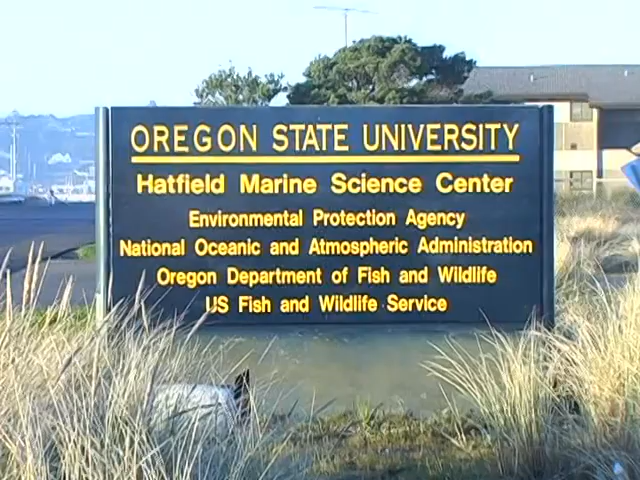 OREGON STATE UNIVERSITY
Hatfield Marine Science Center
Environmental Protection Agency
National Oceanic and Atmospheric Administration
Oregon Department of Fish and Wildlife
US Fish and Wildlife Service